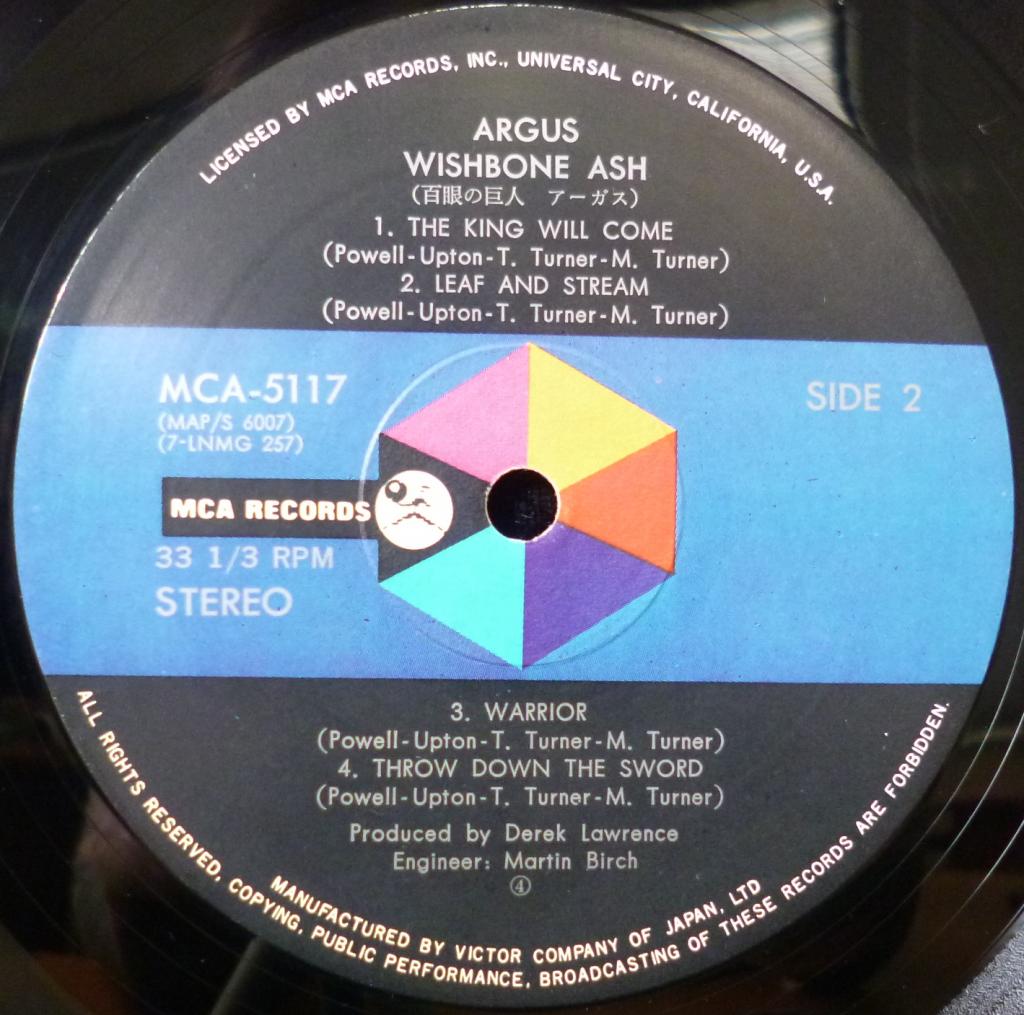 LICENSED BY MCA RECORDS, INC., UNIVERSAL CITY, CALIFORNIA, U.S.A.
ARGUS
WISHBONE ASH
(百眼の巨人　アーガス)
1. THE KING WILL COME
(Powell-Upton-T. Turner-M. Turner)
2. LEAF AND STREAM
(Powell-Upton-T. Turner-M. Turner)
MCA-5117
(MAP/S 6007)
(7-LNMG 257)
SIDE 2
MCA RECORDS
33 1/3 RPM
STEREO
3. WARRIOR
(Powell-Upton-T. Turner-M. Turner)
4. THROW DOWN THE SWORD
(Powell-Upton-T. Turner-M. Turner)
Produced by Derek Lawrence
Engineer: Martin Birch
④
MANUFACTURED BY VICTOR COMPANY OF JAPAN, LTD
ALL RIGHTS RESERVED, COPYING, PUBLIC PERFORMANCE, BROADCASTING OF THESE RECORDS ARE FORBIDDEN.